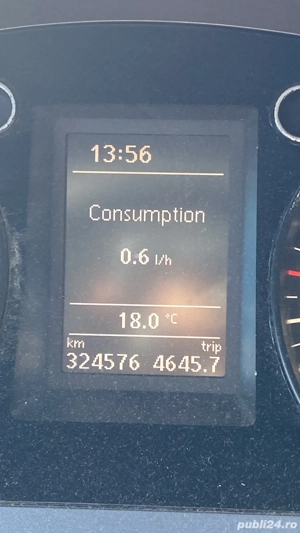 13:56
Consumption
0.6 l/h
18.0 °C
km trip
324576 4645.7
publi24.ro